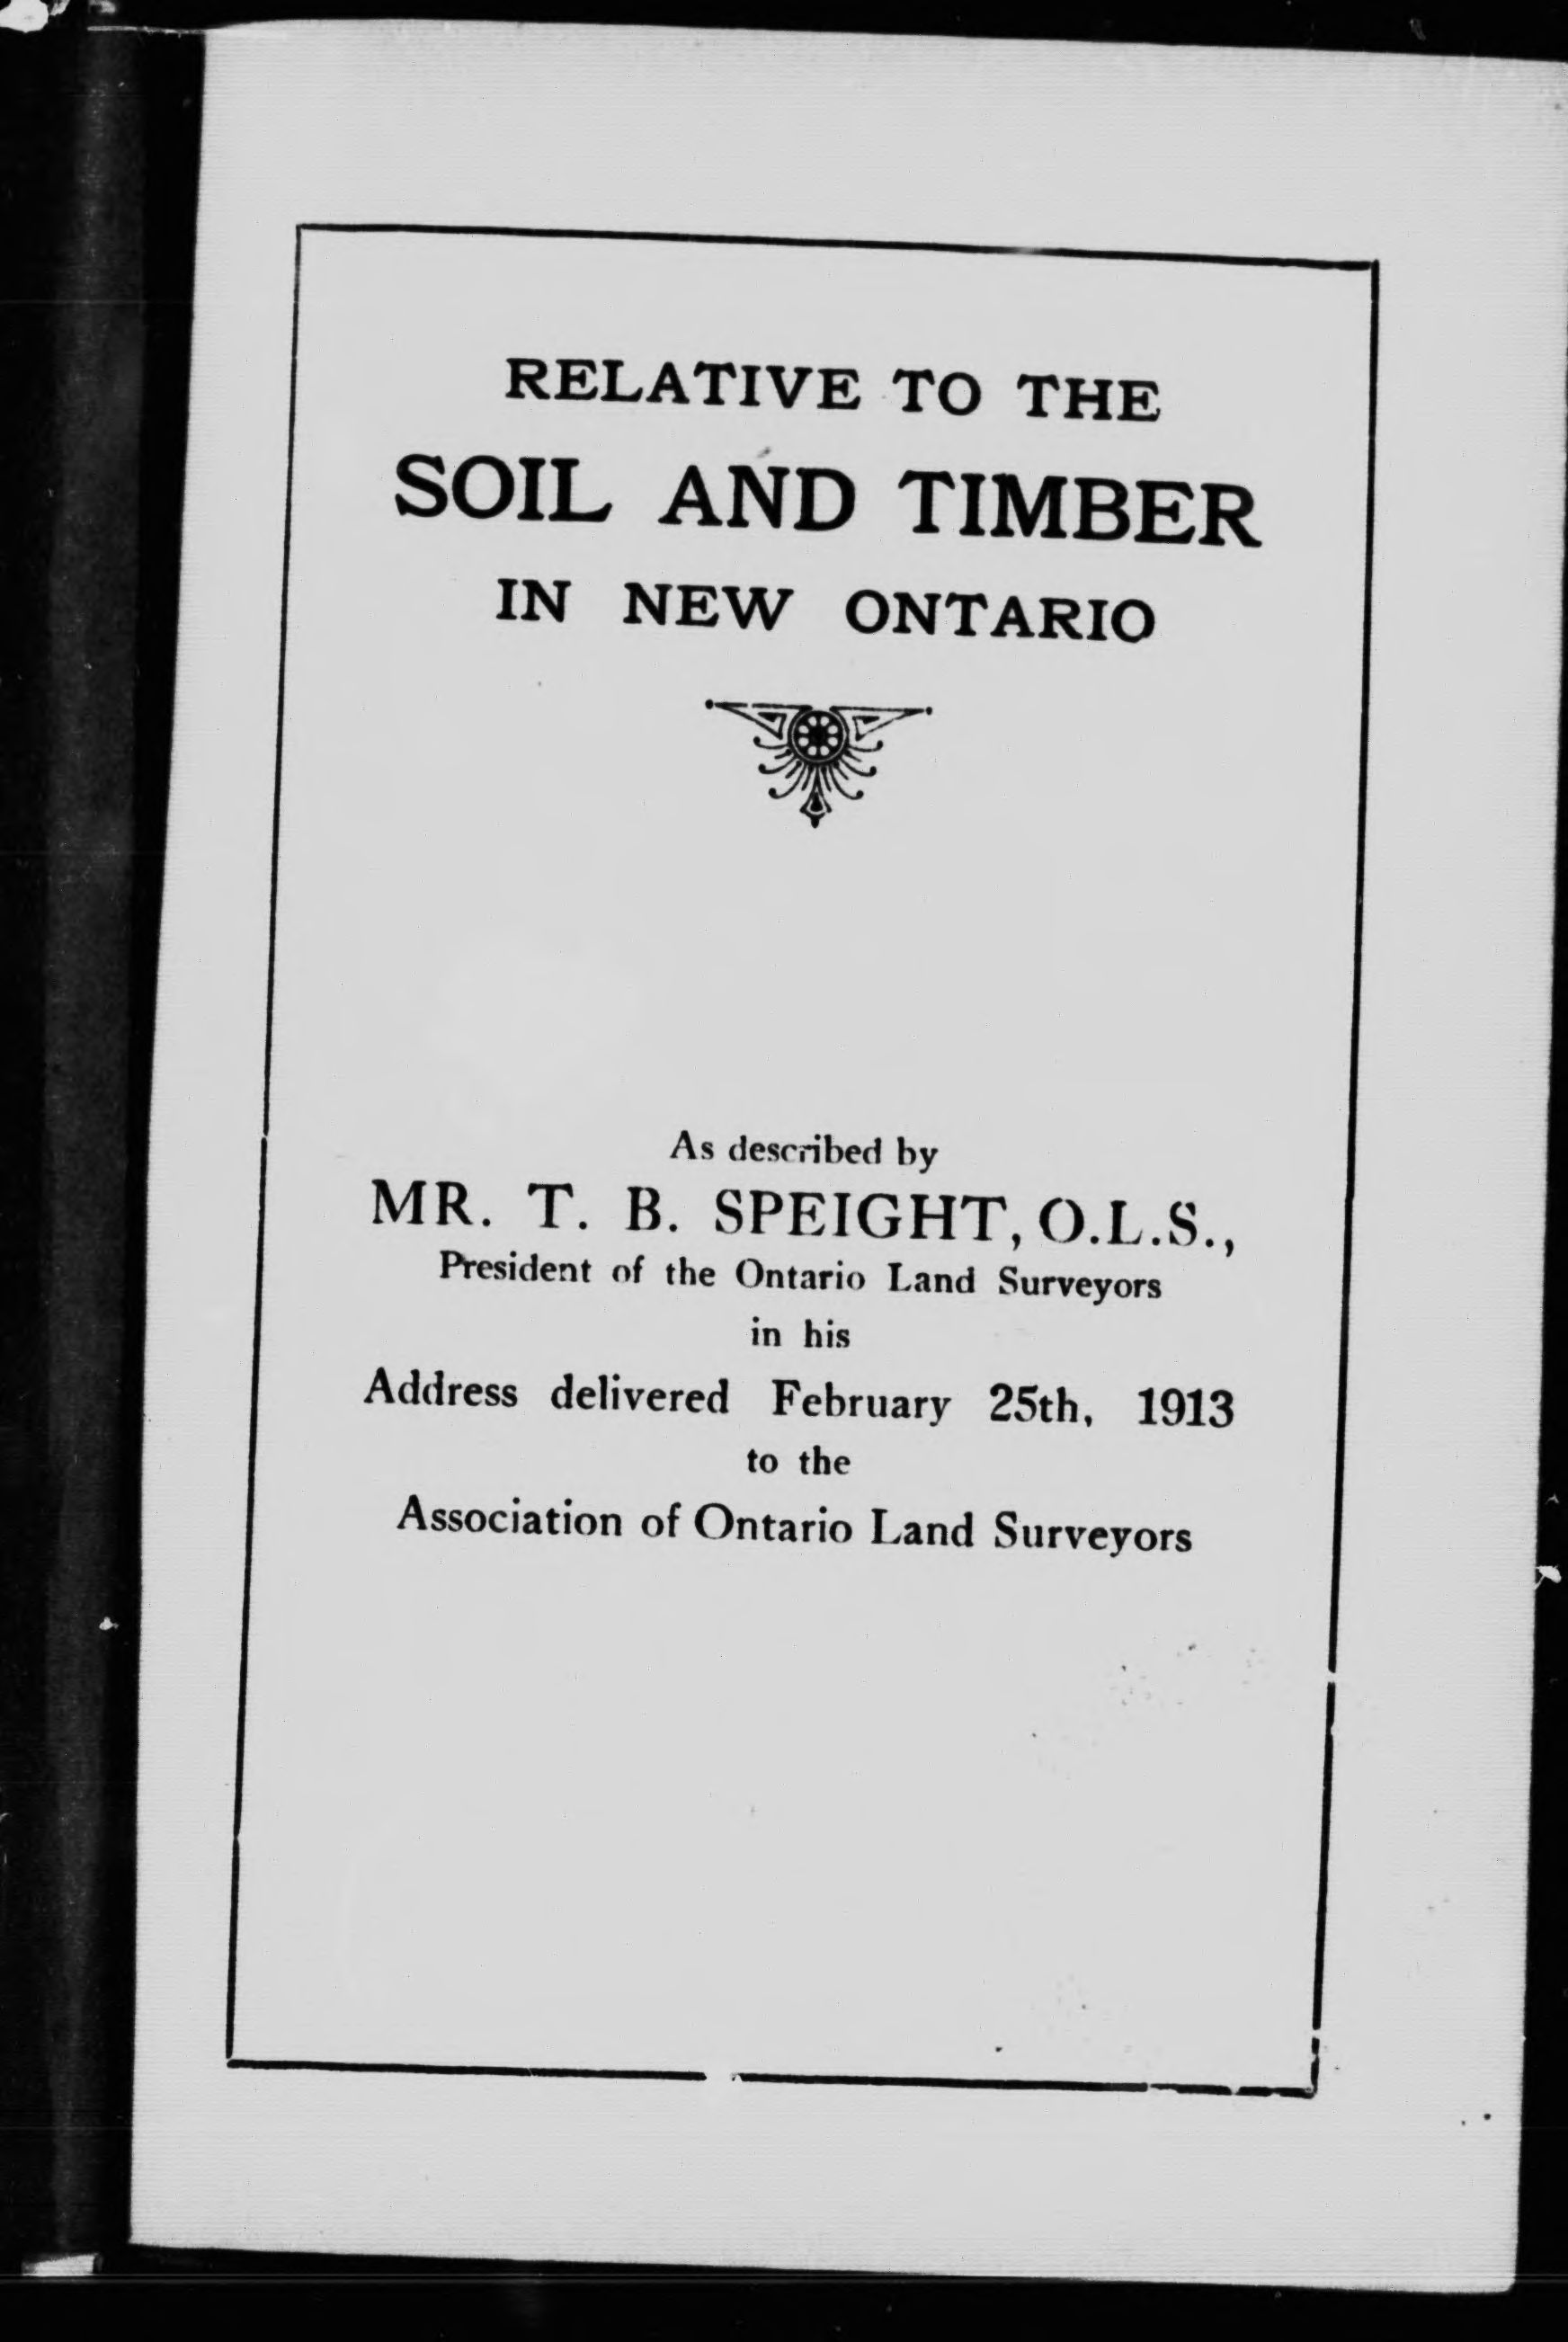 RELATIVE TO THE
SOIL AND TIMBER
IN NEW ONTARIO
As described by
MR. T. B. SPEIGHT, O.L.S.,
President of the Ontario Land Surveyors
in his
Address delivered February 25th, 1913
to the
Association of Ontario Land Surveyors